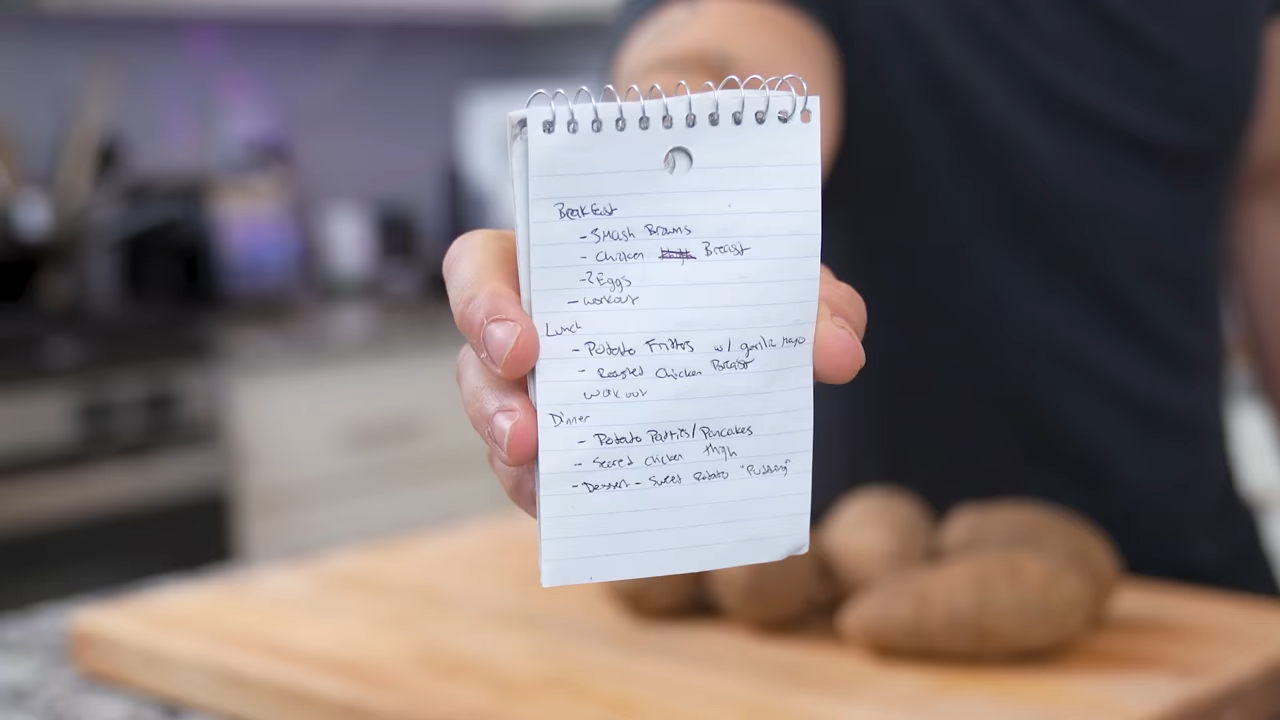 Breakfast
- Smash Browns
- Chicken Breast
- 2 Eggs
- workout
Lunch
- Potato Fritters w/ garlic mayo
- Roasted Chicken Breast
workout
Dinner
- Potato Patties/Pancakes
- Seared Chicken thigh
- Dessert - Sweet Potato "Pudding"